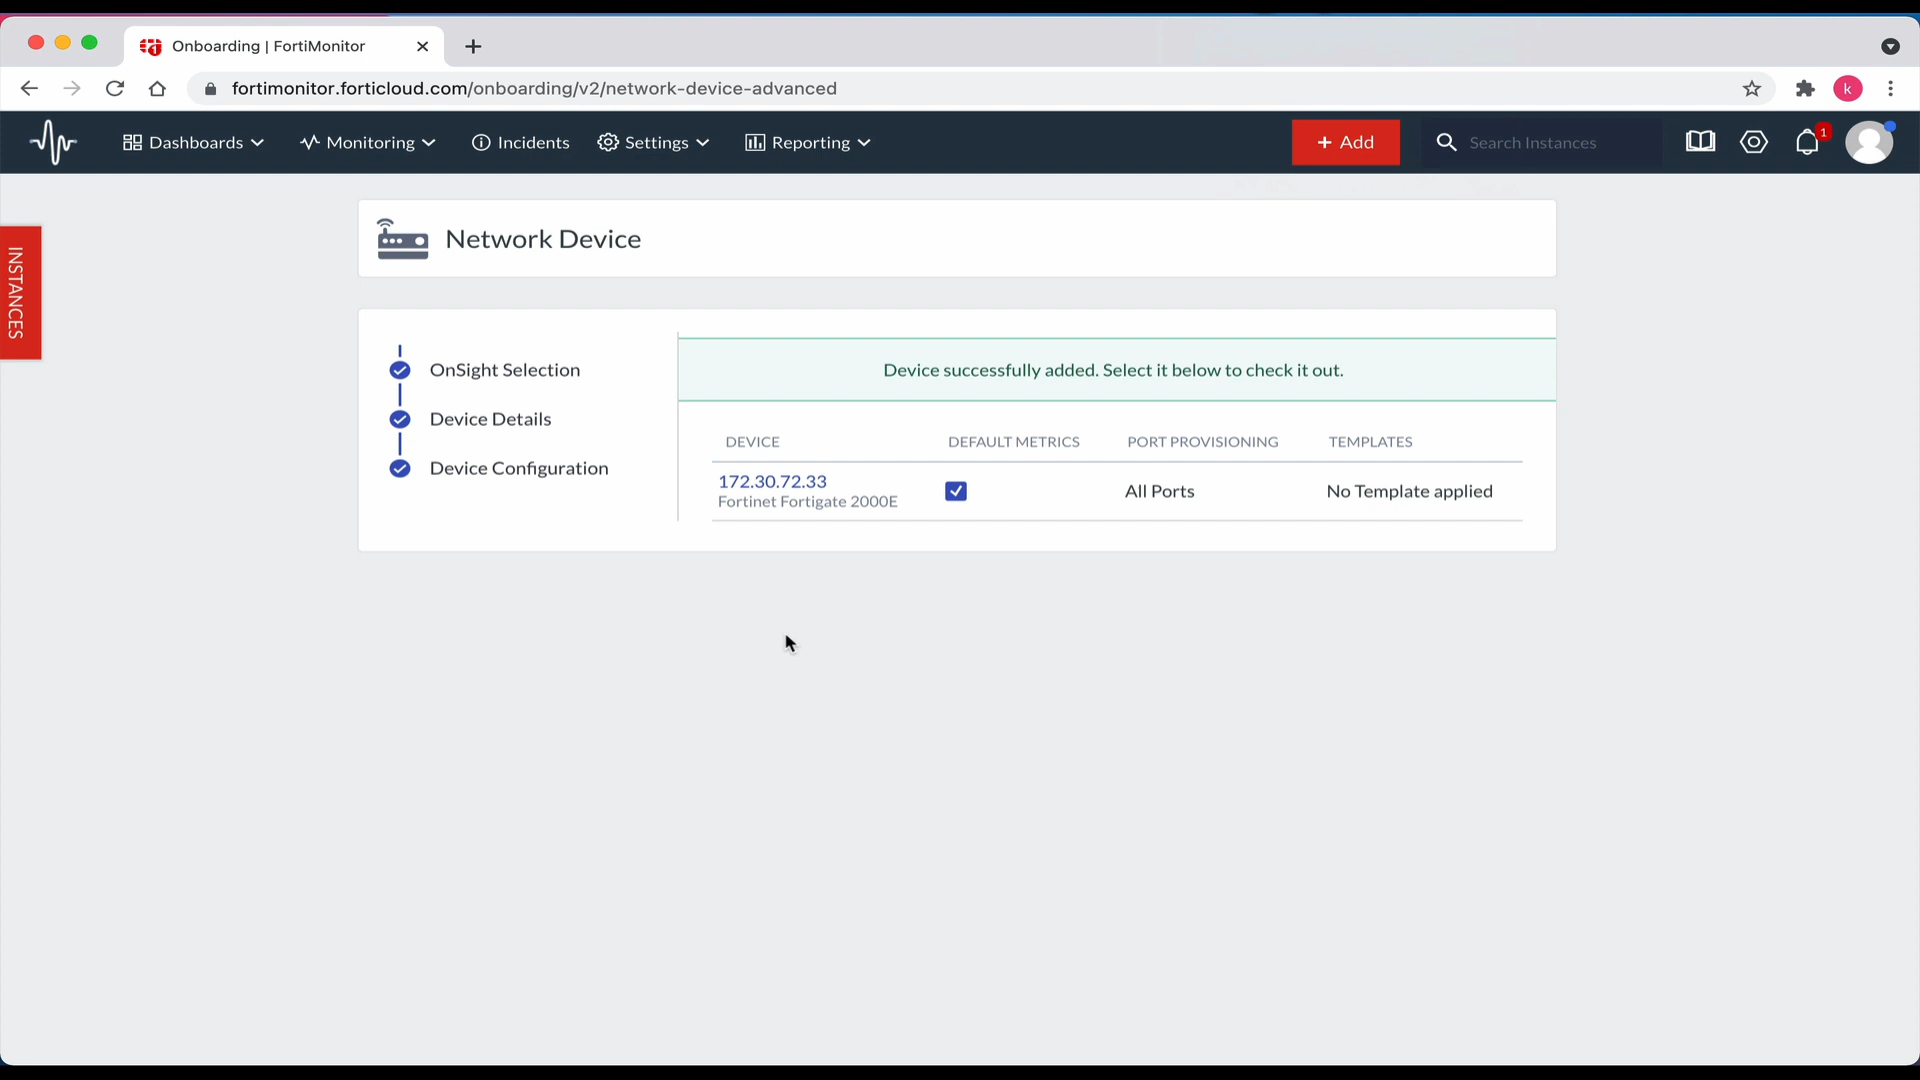 Onboarding | FortiMonitor
fortimonitor.forticloud.com/onboarding/v2/network-device-advanced
k
Dashboards Monitoring Incidents Settings Reporting + Add Search Instances 1
INSTANCES
Network Device
OnSight Selection
Device Details
Device Configuration
Device successfully added. Select it below to check it out.
DEVICE DEFAULT METRICS PORT PROVISIONING TEMPLATES
172.30.72.33 All Ports No Template applied
Fortinet Fortigate 2000E